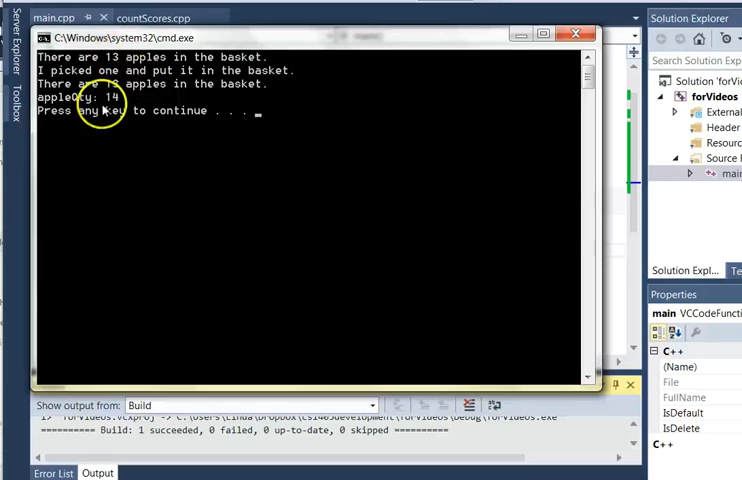 main.cpp
countScores.cpp
Server Explorer
Toolbox
C:\Windows\system32\cmd.exe
There are 13 apples in the basket.
I picked one and put it in the basket.
There are 13 apples in the basket.
appleQty: 14
Press any key to continue . . .
Solution Explorer
Search Solution Explo
Solution 'forV
forVideos
External
Header
Resourc
Source F
main
Solution Expl...
Te
Properties
main VCCodeFuncti
C++
(Name)
File
FullName
IsDefault
IsDelete
C++
Show output from:
Build
========== Build: 1 succeeded, 0 failed, 0 up-to-date, 0 skipped ==========
Error List
Output